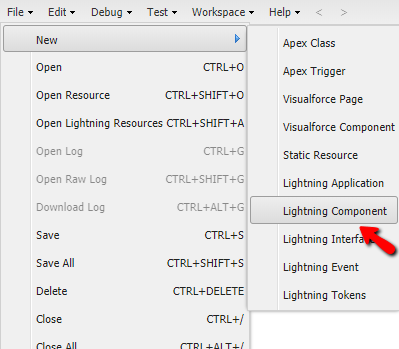 File Edit Debug Test Workspace Help < >
New
Open CTRL+O
Open Resource CTRL+SHIFT+O
Open Lightning Resources CTRL+SHIFT+A
Open Log CTRL+G
Open Raw Log CTRL+SHIFT+G
Download Log CTRL+ALT+G
Save CTRL+S
Save All CTRL+SHIFT+S
Delete CTRL+DELETE
Close CTRL+/
Close All CTRL+ALT+/
Apex Class
Apex Trigger
Visualforce Page
Visualforce Component
Static Resource
Lightning Application
Lightning Component
Lightning Interface
Lightning Event
Lightning Tokens